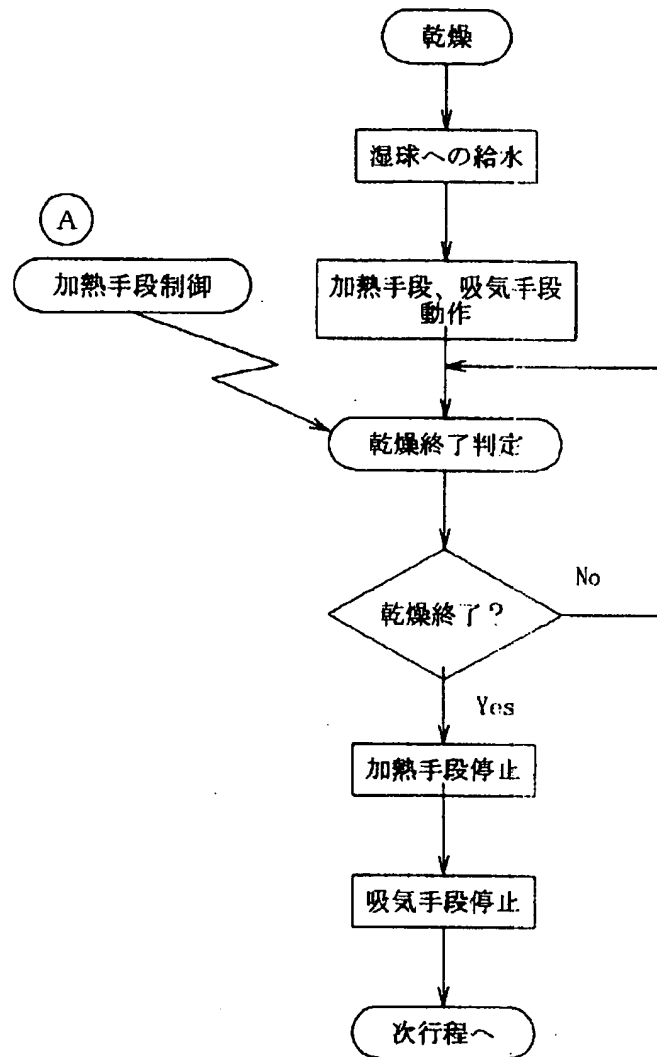 乾燥
湿球への給水
A
加熱手段制御
加熱手段、吸気手段
動作
乾燥終了判定
乾燥終了？
No
Yes
加熱手段停止
吸気手段停止
次行程へ